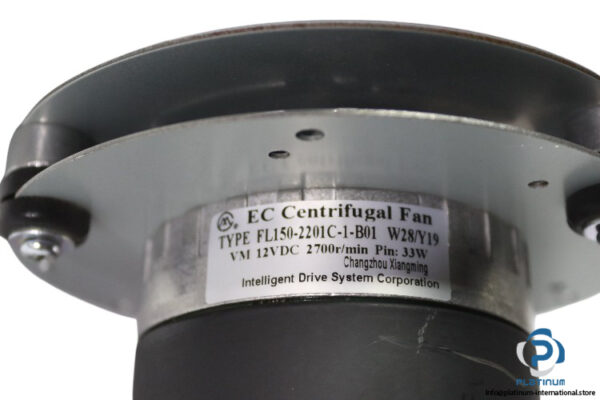 EC Centrifugal Fan
TYPE FL150-2201C-1-B01 W28/Y19
VM 12VDC 2700r/min Pin: 33W
Changzhou Xiangming
Intelligent Drive System Corporation
PLATINUM
info@platinum-international.store